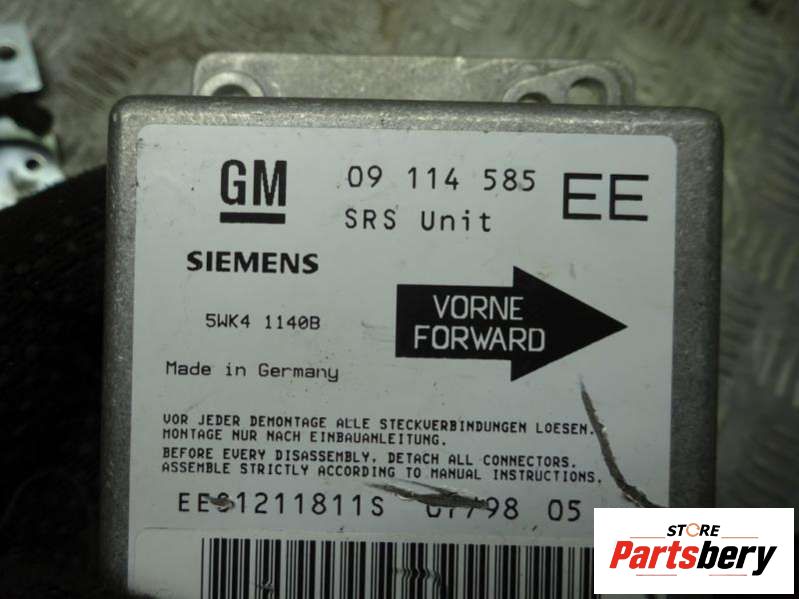 GM 09 114 585 EE
SRS Unit
SIEMENS
5WK4 1140B
VORNE
FORWARD
Made in Germany
VOR JEDER DEMONTAGE ALLE STECKVERBINDUNGEN LOESEN.
MONTAGE NUR NACH EINBAUANLEITUNG.
BEFORE EVERY DISASSEMBLY, DETACH ALL CONNECTORS.
ASSEMBLE STRICTLY ACCORDING TO MANUAL INSTRUCTIONS.
05
STORE
Partsbery